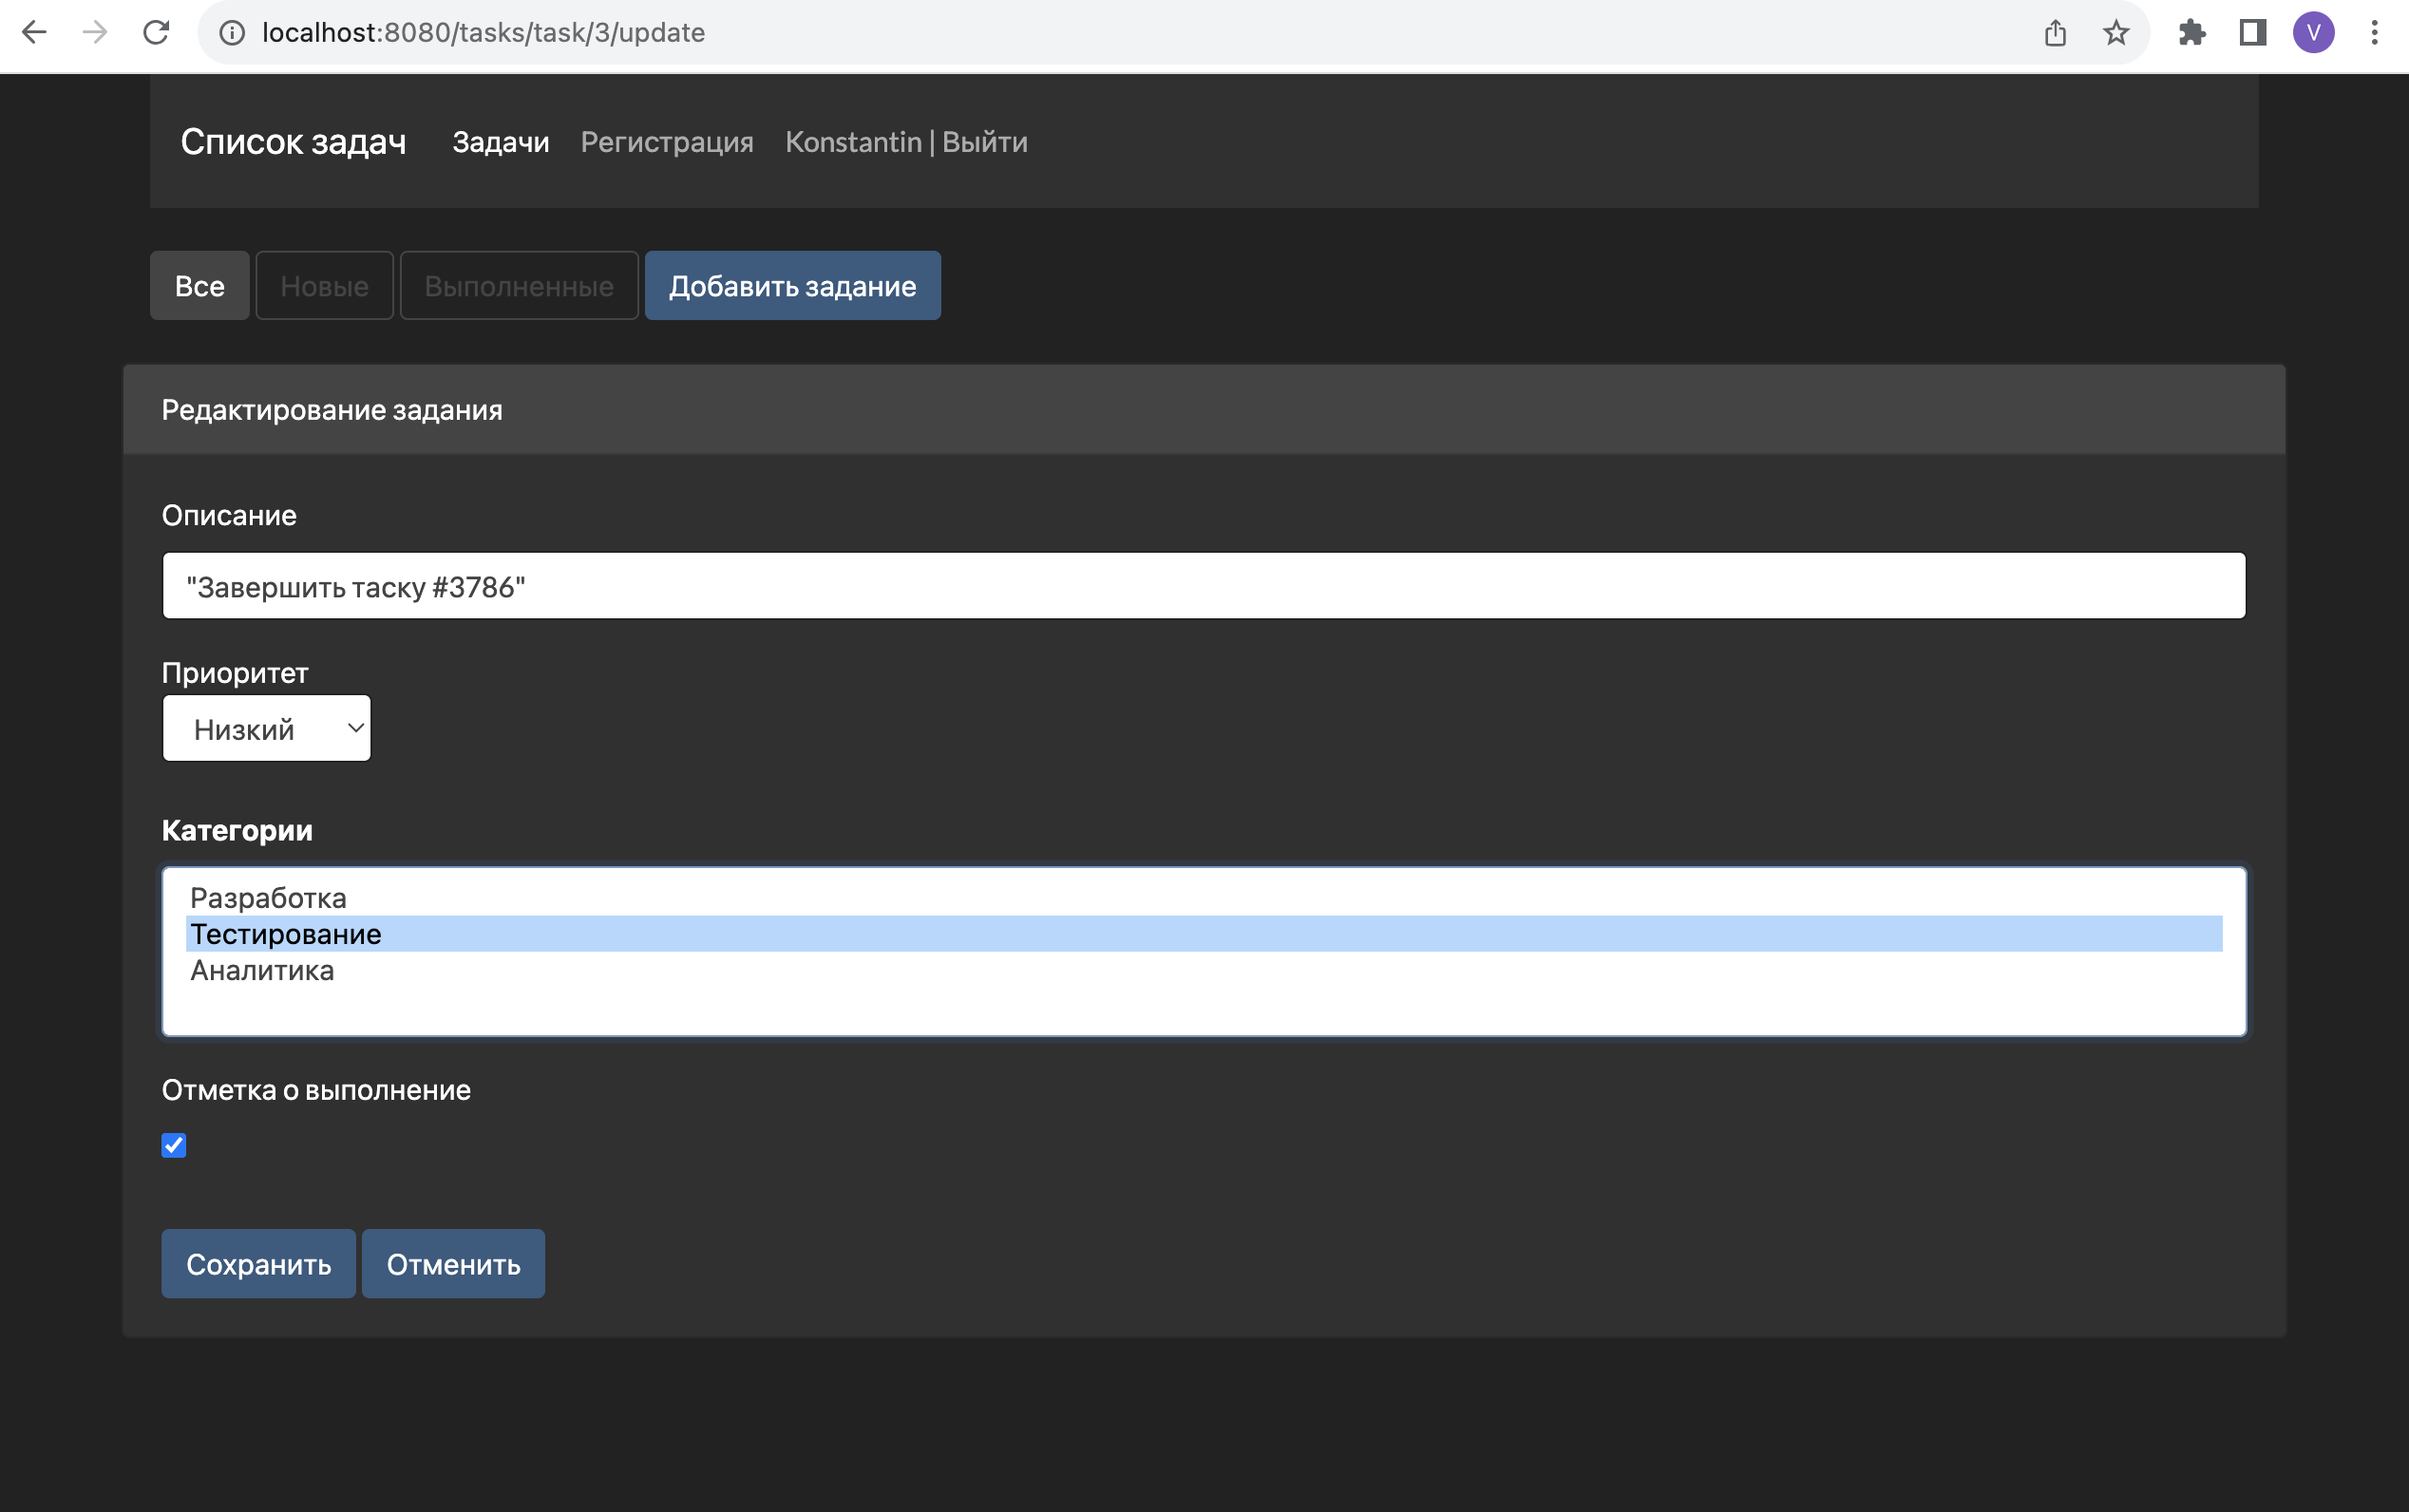 localhost:8080/tasks/task/3/update
V
Список задач Задачи Регистрация Konstantin | Выйти
Все Новые Выполненные Добавить задание
Редактирование задания
Описание
"Завершить таску #3786"
Приоритет
Низкий
Категории
Разработка
Тестирование
Аналитика
Отметка о выполнение
Сохранить Отменить